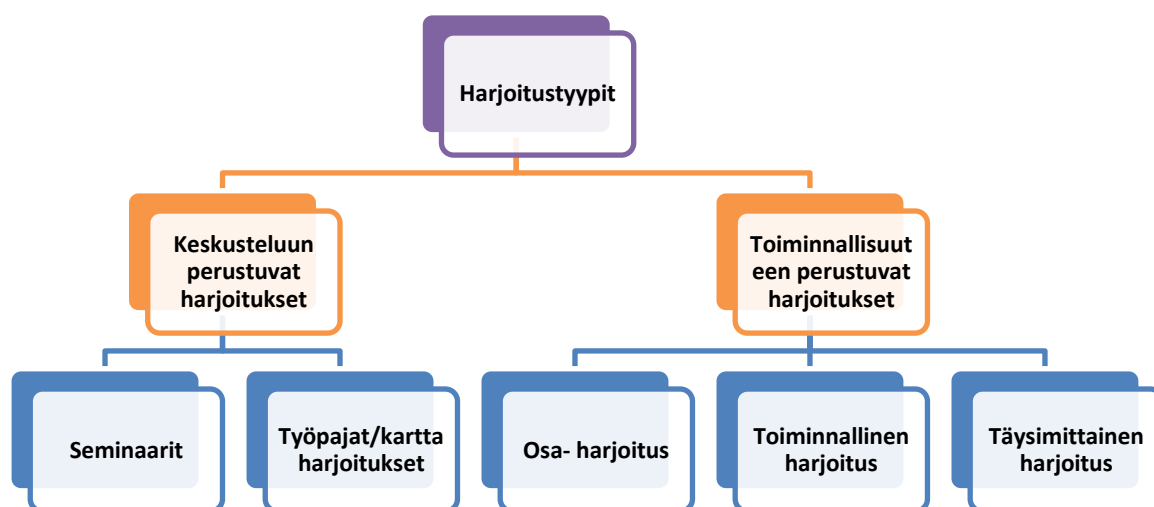 Harjoitustyypit
Keskusteluun
perustuvat
harjoitukset
Toiminnallisuut
een perustuvat
harjoitukset
Seminaarit
Työpajat/kartta
harjoitukset
Osa- harjoitus
Toiminnallinen
harjoitus
Täysimittainen
harjoitus